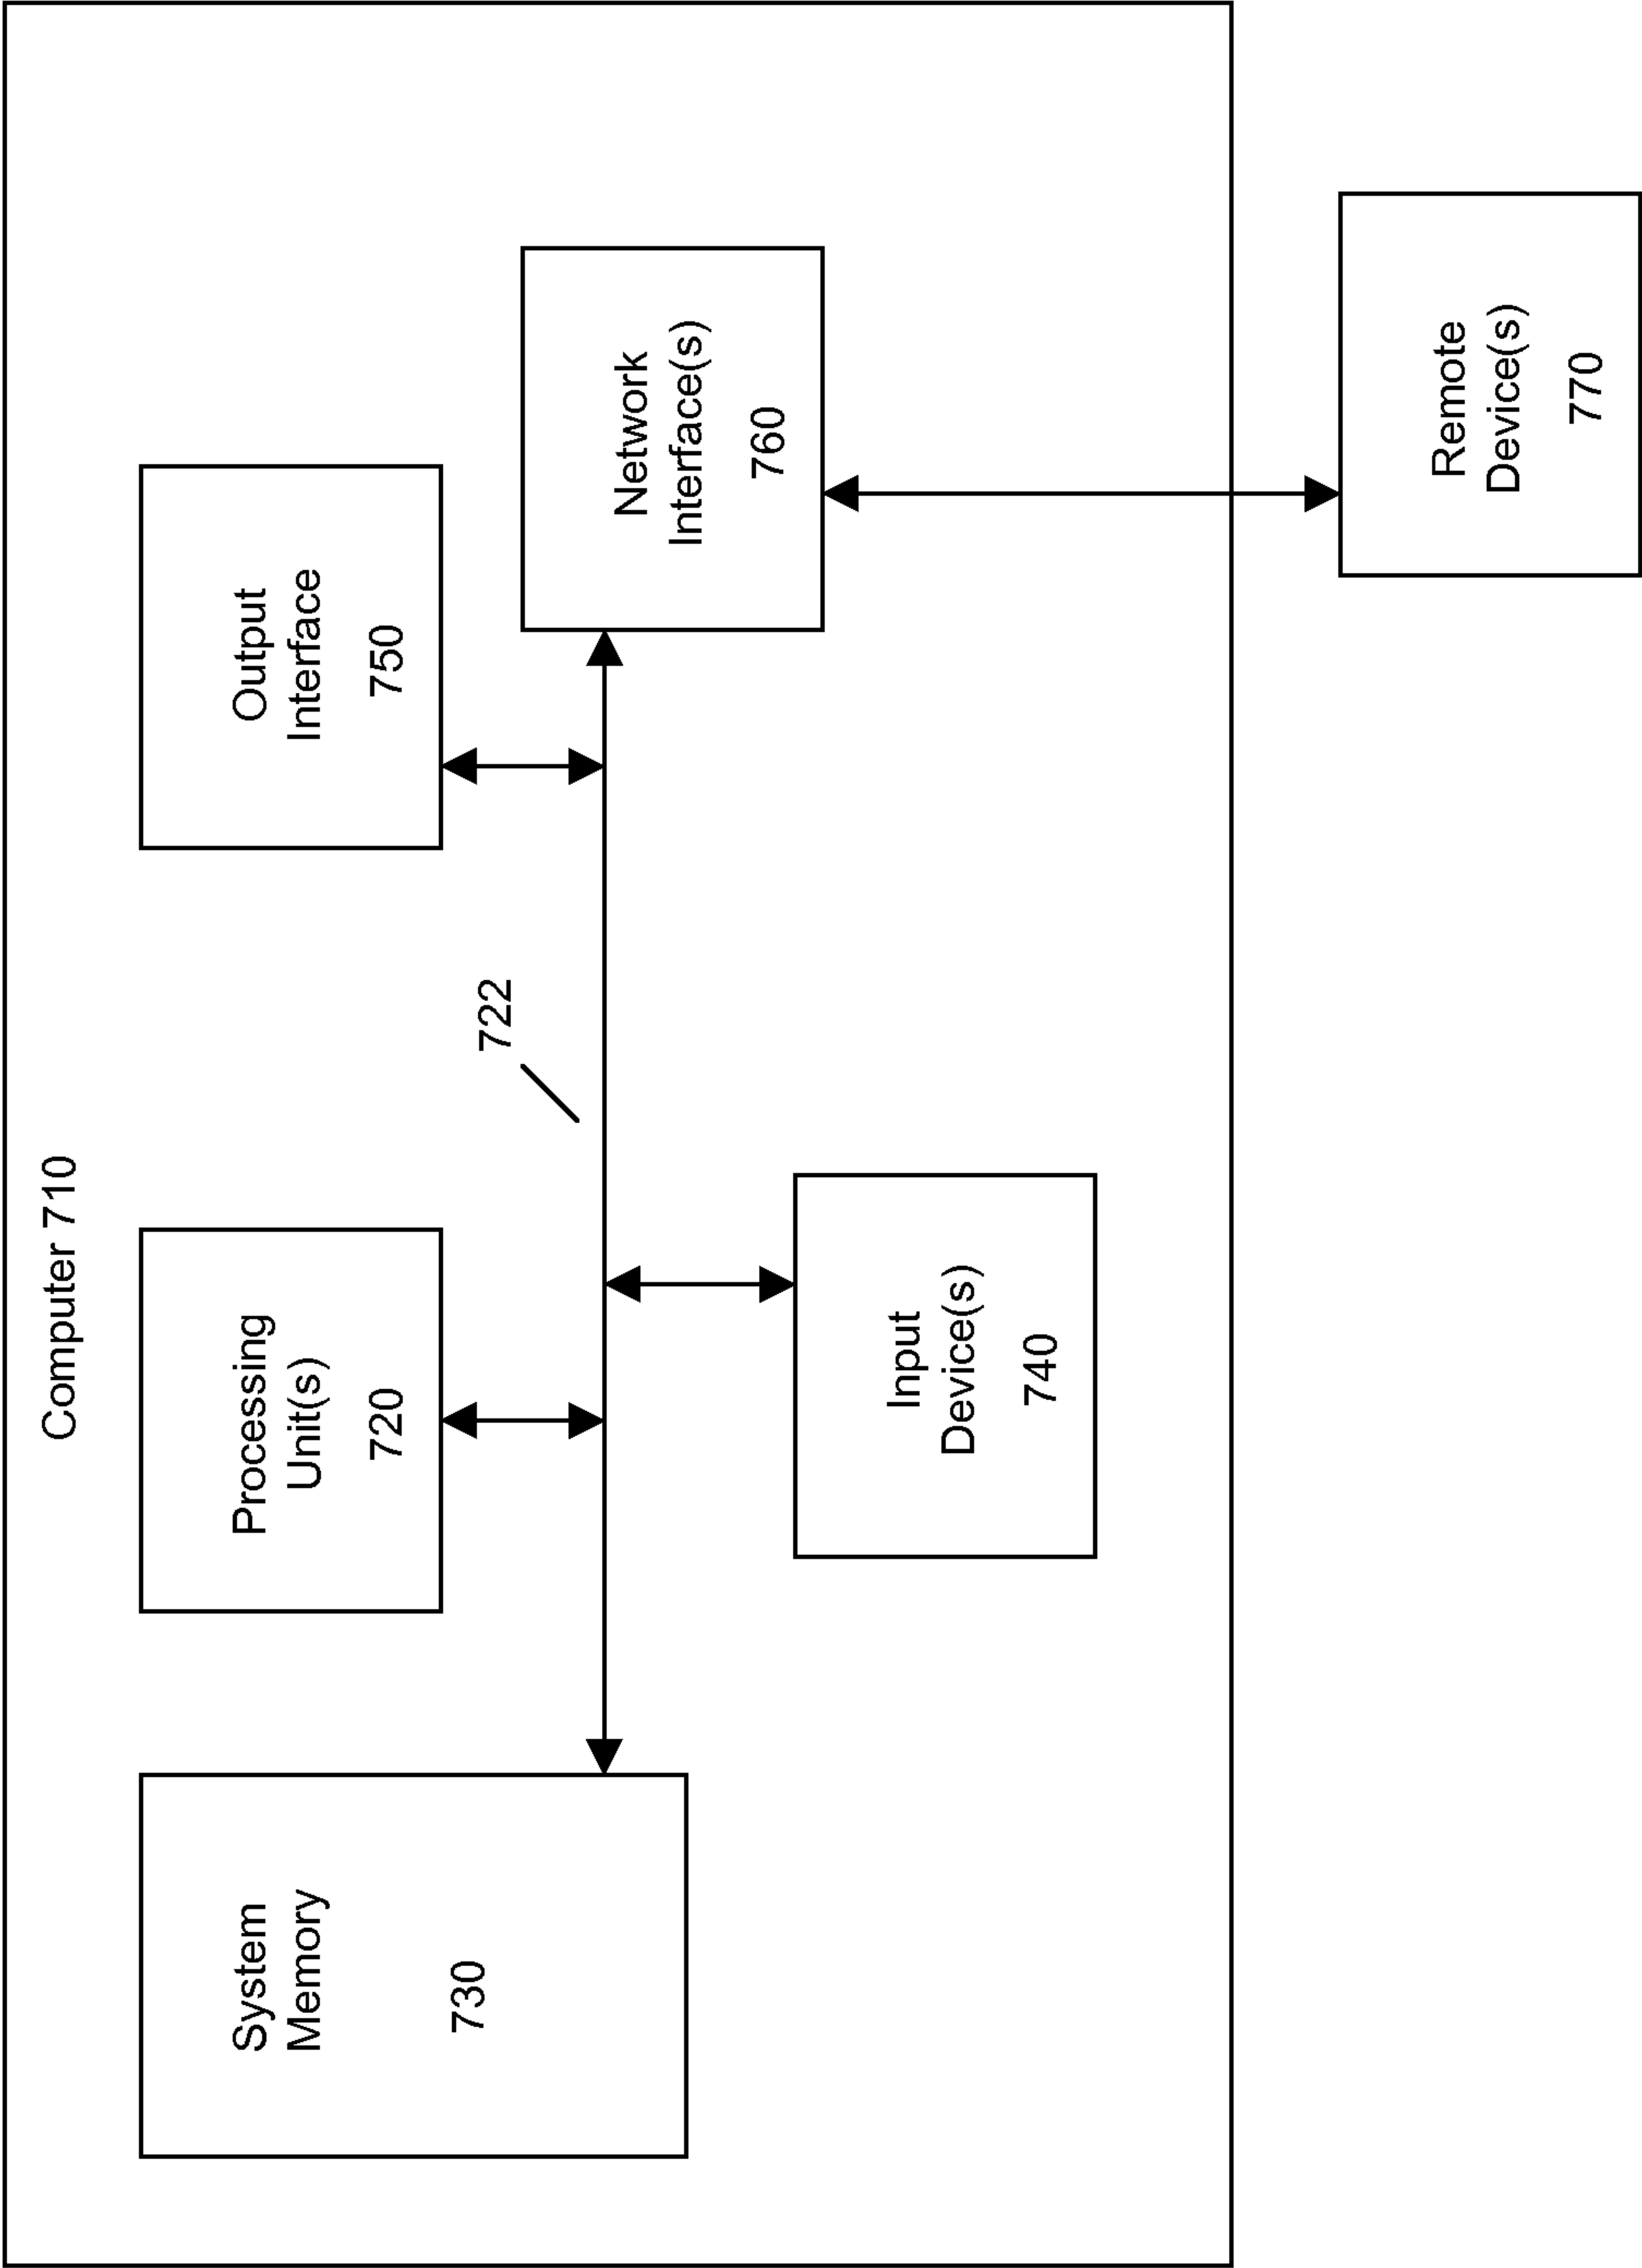 Computer 710
System
Memory
730
Processing
Unit(s)
720
722
Output
Interface
750
Input
Device(s)
740
Network
Interface(s)
760
Remote
Device(s)
770